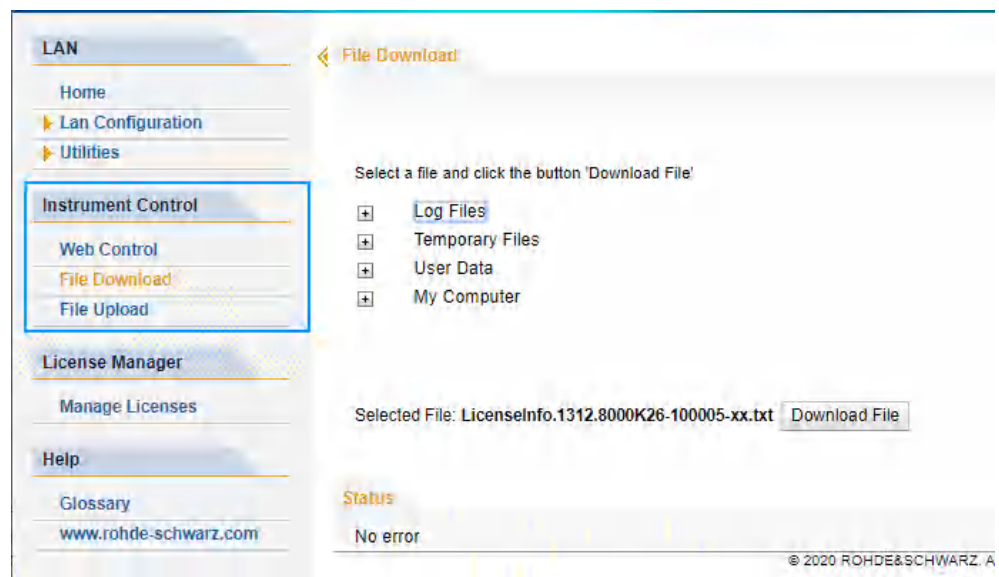 LAN
Home
Lan Configuration
Utilities
Instrument Control
Web Control
File Download
File Upload
License Manager
Manage Licenses
Help
Glossary
www.rohde-schwarz.com
File Download
Select a file and click the button 'Download File'
Log Files
Temporary Files
User Data
My Computer
Selected File: LicenseInfo.1312.8000K26-100005-xx.txt Download File
Status
No error
© 2020 ROHDE&SCHWARZ. A